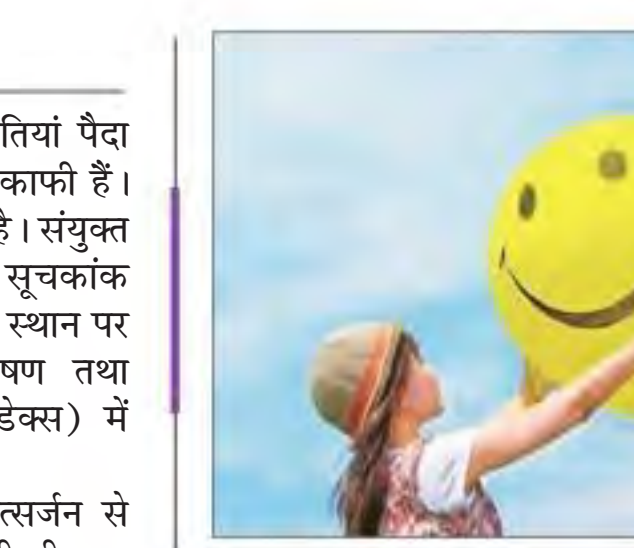 तियां पैदा
काफी हैं।
है। संयुक्त
सूचकांक
स्थान पर
षण तथा
डेक्स) में
त्सर्जन से